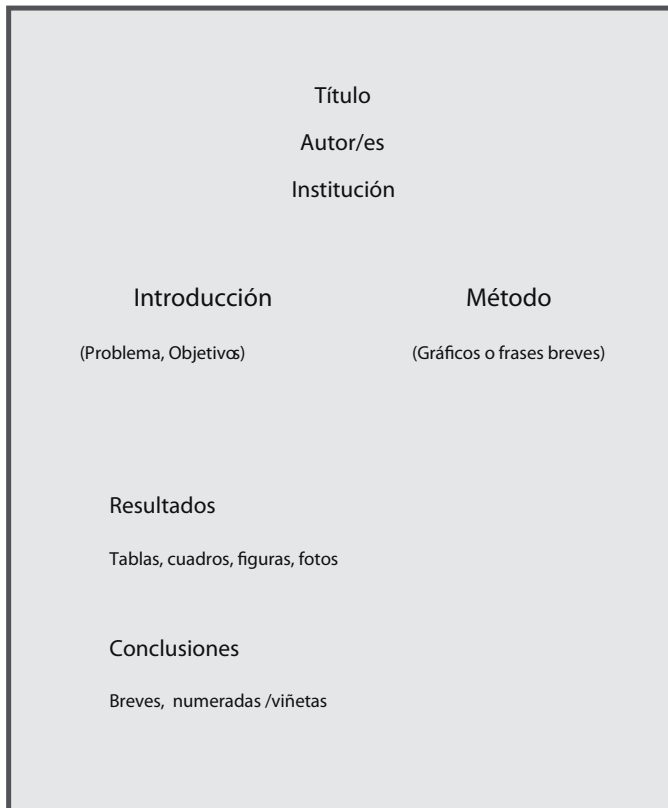 Título
Autor/es
Institución
Introducción
Método
(Problema, Objetivos)
(Gráficos o frases breves)
Resultados
Tablas, cuadros, figuras, fotos
Conclusiones
Breves, numeradas /viñetas